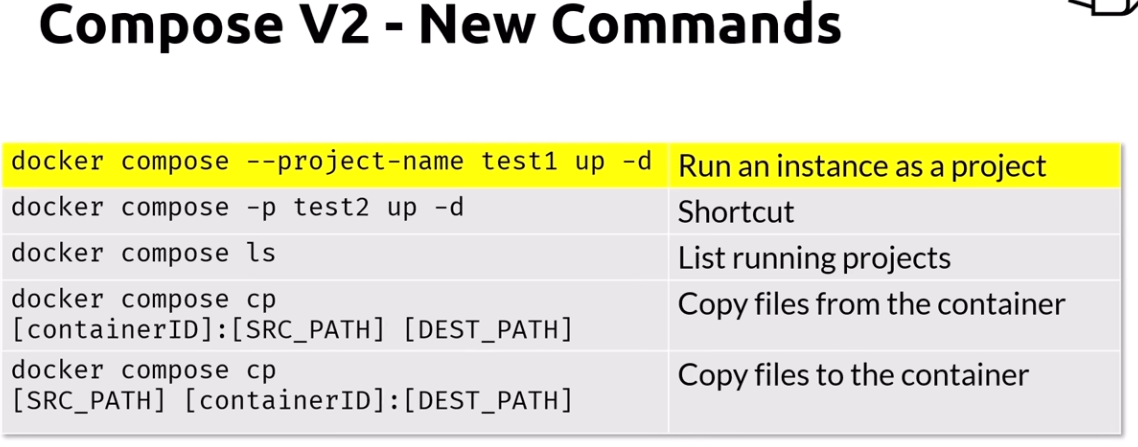 Compose V2 - New Commands
docker compose --project-name test1 up -d Run an instance as a project
docker compose -p test2 up -d Shortcut
docker compose ls List running projects
docker compose cp Copy files from the container
[containerID]:[SRC_PATH] [DEST_PATH]
docker compose cp Copy files to the container
[SRC_PATH] [containerID]:[DEST_PATH]